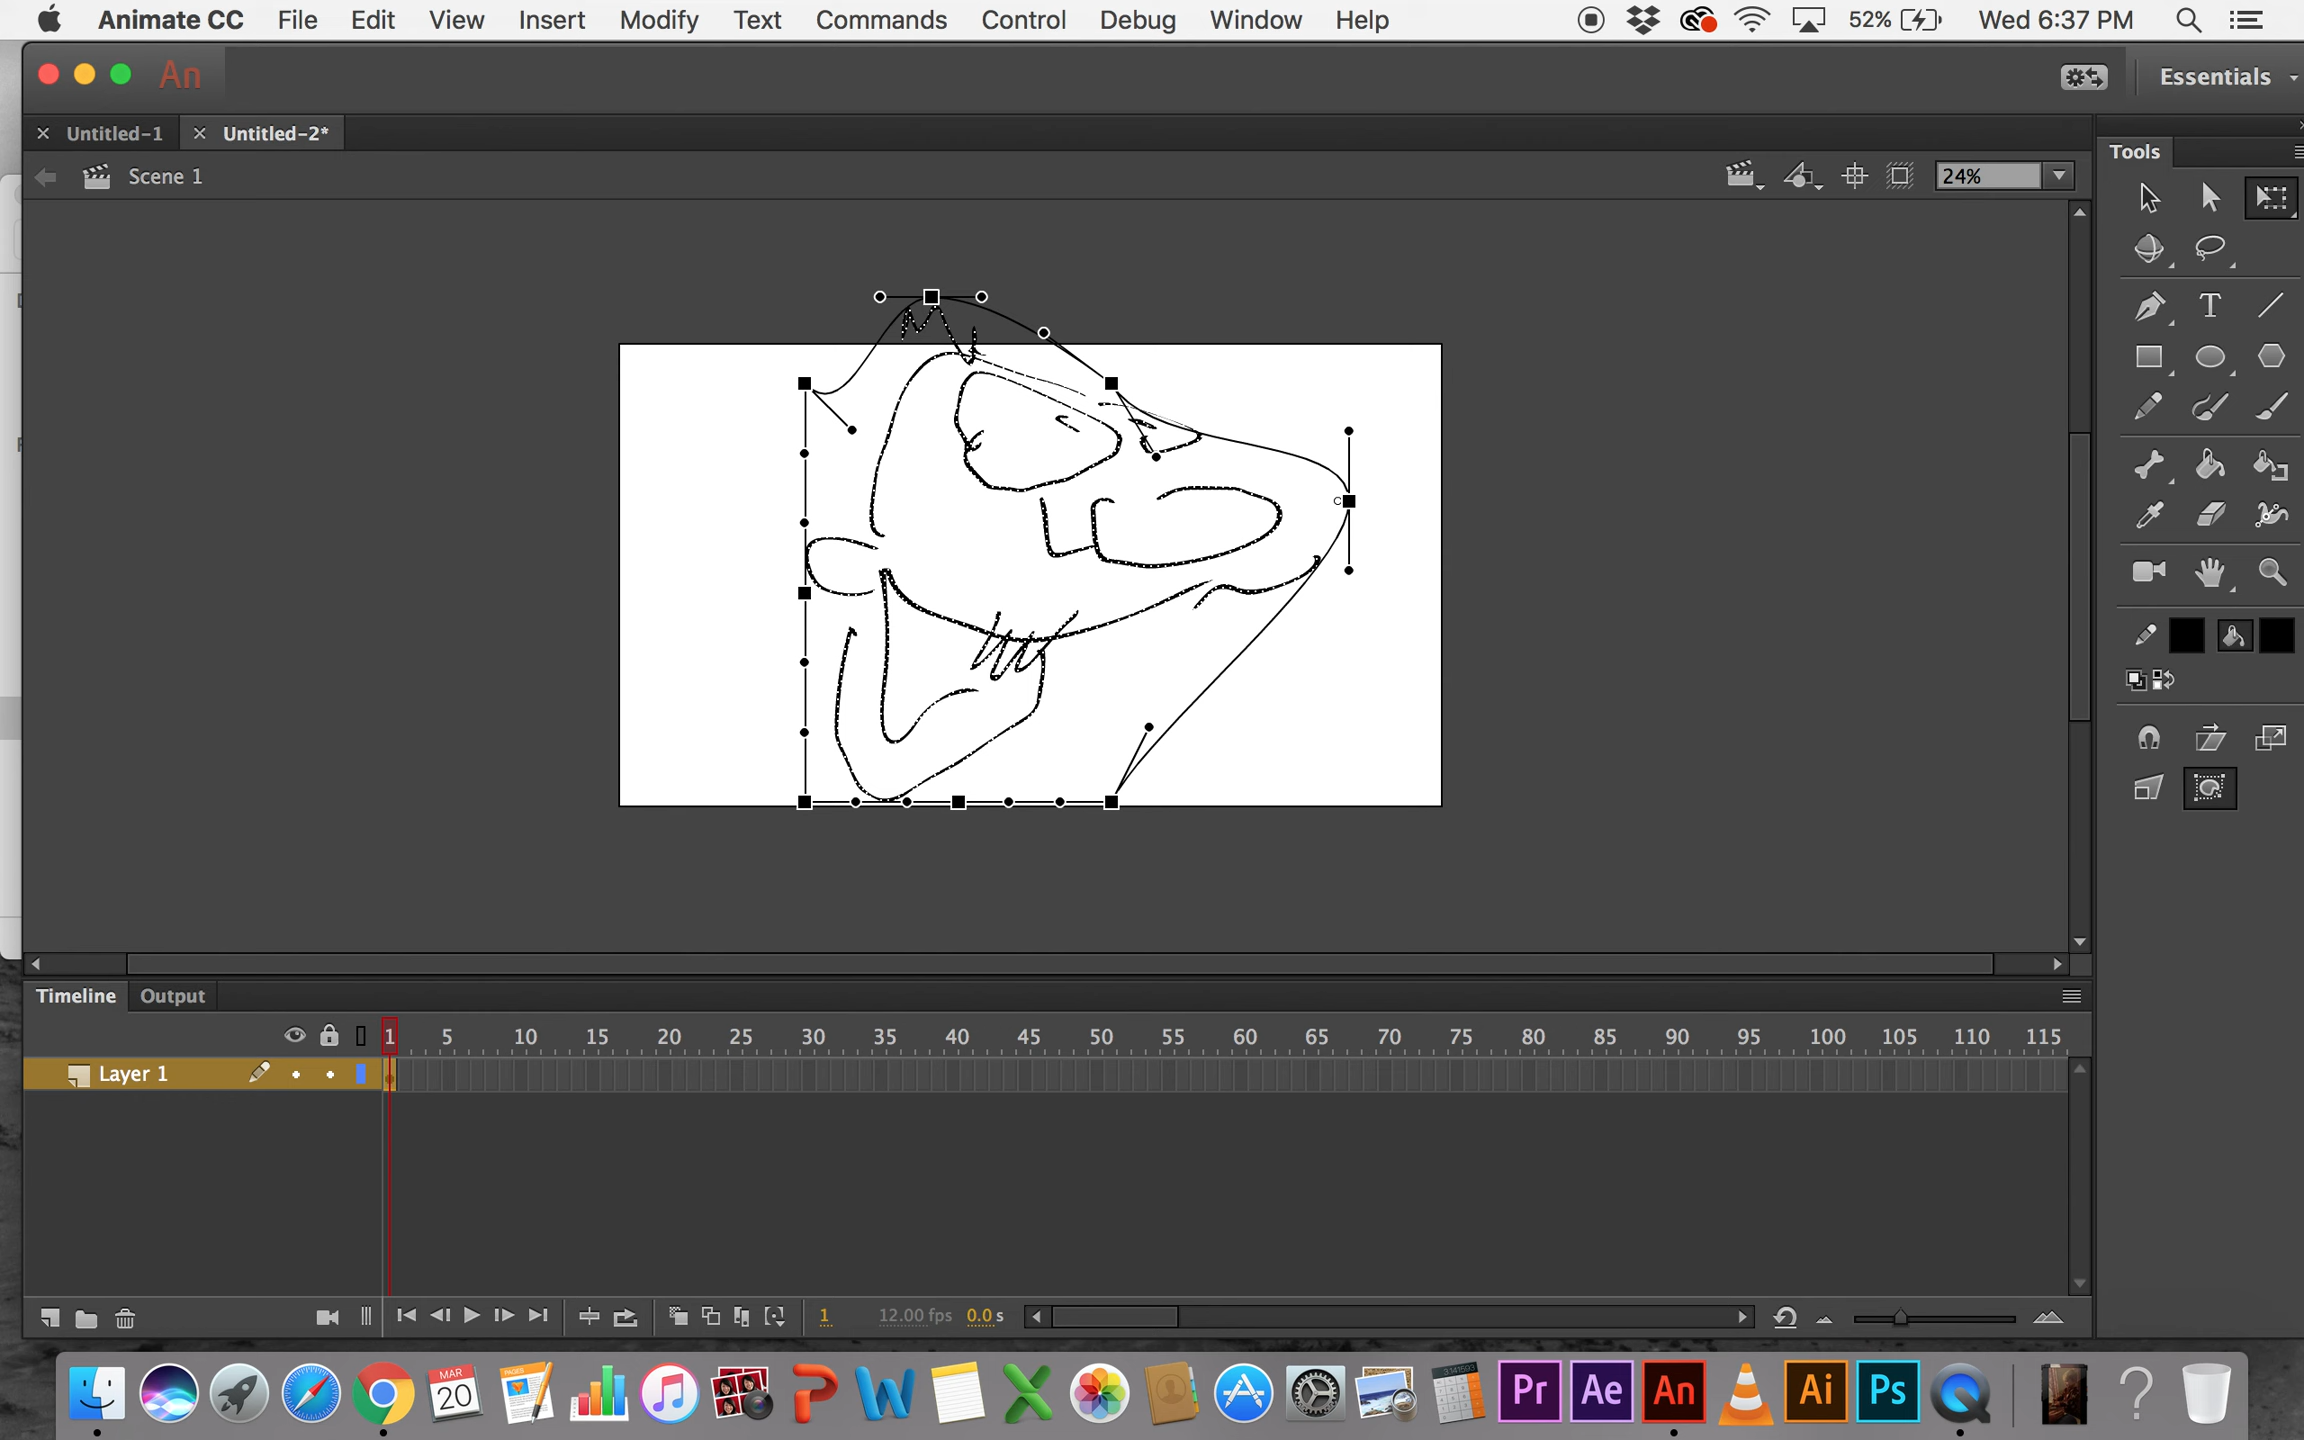 Animate CC File Edit View Insert Modify Text Commands Control Debug Window Help 52% Wed 6:37 PM
An Essentials
Untitled-1 Untitled-2*
Tools
Scene 1 24%
T
Timeline Output
1 5 10 15 20 25 30 35 40 45 50 55 60 65 70 75 80 85 90 95 100 105 110 115
Layer 1
1 12.00 fps 0.0 s
MAR
20
PAGES
P W X
3.141593
Pr Ae An Ai Ps
?